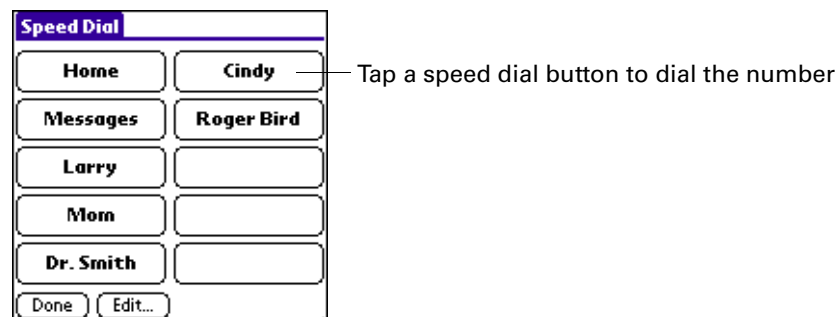 Speed Dial
Home Cindy
Tap a speed dial button to dial the number
Messages Roger Bird
Larry
Mom
Dr. Smith
Done Edit...